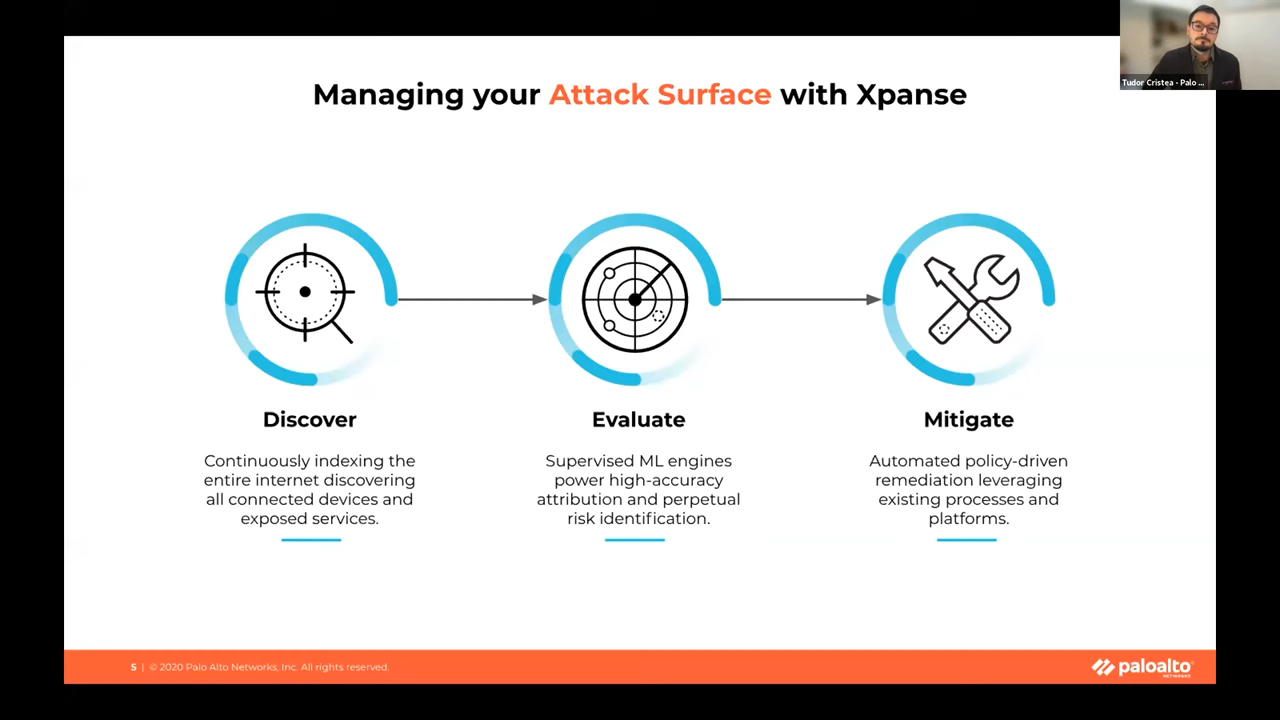 Tudor Cristea - Palo ...
Managing your Attack Surface with Xpanse
Discover
Continuously indexing the
entire internet discovering
all connected devices and
exposed services.
Evaluate
Supervised ML engines
power high-accuracy
attribution and perpetual
risk identification.
Mitigate
Automated policy-driven
remediation leveraging
existing processes and
platforms.
5 | © 2020 Palo Alto Networks, Inc. All rights reserved.
paloalto
NETWORKS